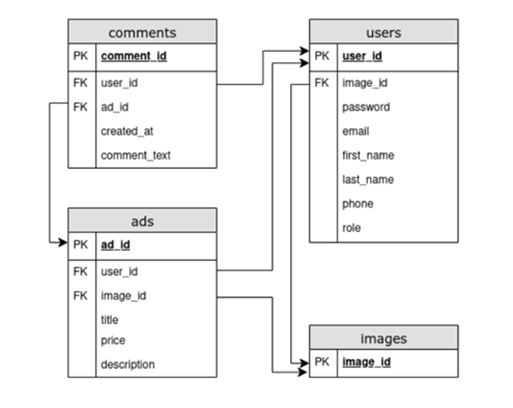 comments
PK comment_id
FK user_id
FK ad_id
created_at
comment_text
users
PK user_id
FK image_id
password
email
first_name
last_name
phone
role
ads
PK ad_id
FK user_id
FK image_id
title
price
description
images
PK image_id